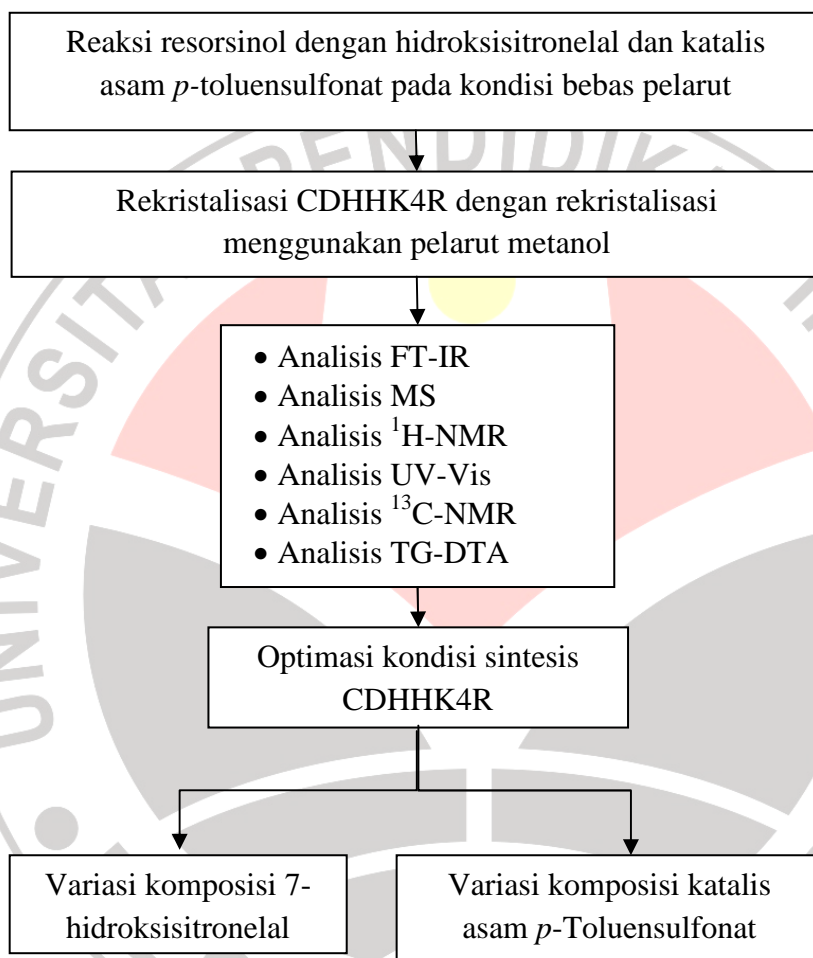 Reaksi resorsinol dengan hidroksisitronelal dan katalis
asam p-toluensulfonat pada kondisi bebas pelarut
Rekristalisasi CDHHK4R dengan rekristalisasi
menggunakan pelarut metanol
• Analisis FT-IR
• Analisis MS
• Analisis ¹H-NMR
• Analisis UV-Vis
• Analisis ¹³C-NMR
• Analisis TG-DTA
Optimasi kondisi sintesis
CDHHK4R
Variasi komposisi 7-
hidroksisitronelal
Variasi komposisi katalis
asam p-Toluensulfonat